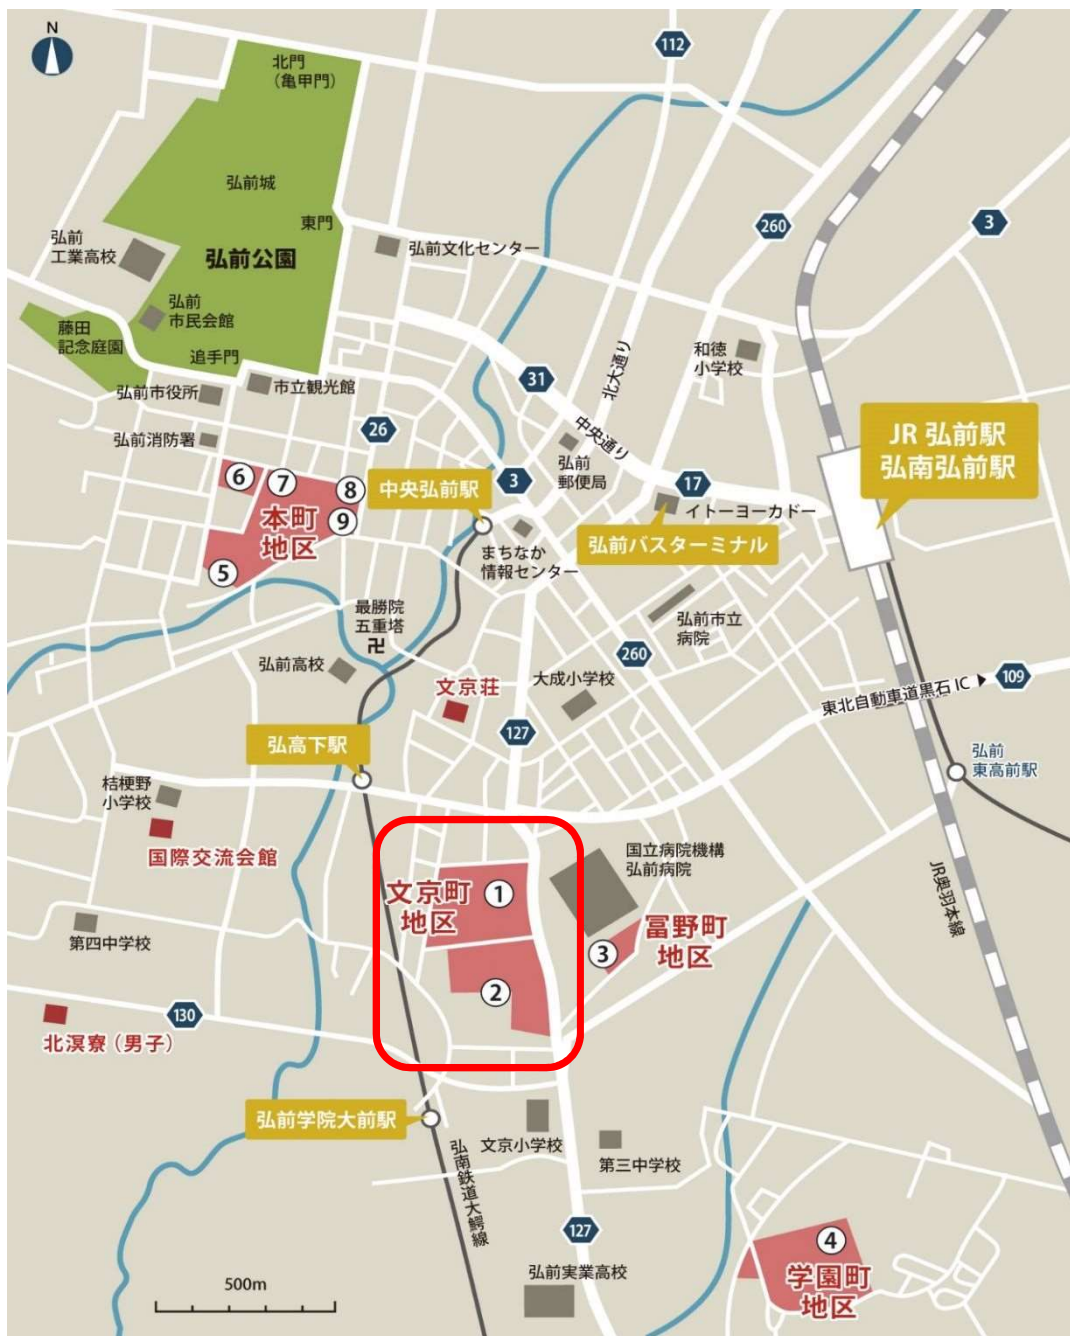 N
112
北門
（亀甲門）
弘前城
東門
弘前
工業高校
弘前公園
弘前文化センター
260
3
弘前
市民会館
藤田
記念庭園
追手門
弘前市役所
市立観光館
北大通り
和徳
小学校
31
中央通り
26
弘前消防署
JR 弘前駅
弘南弘前駅
弘前
郵便局
中央弘前駅
3
17
イトーヨーカドー
⑥
⑦
⑧
本町
地区
⑨
⑤
まちなか
情報センター
弘前バスターミナル
最勝院
五重塔
卍
弘前市立
病院
弘前高校
260
大成小学校
文京荘
東北自動車道黒石 IC ▶
109
弘高下駅
127
弘前
東高前駅
桔梗野
小学校
国際交流会館
国立病院機構
弘前病院
文京町
地区
①
第四中学校
冨野町
地区
③
②
JR奥羽本線
130
北溟寮（男子）
弘前学院大前駅
文京小学校
第三中学校
弘南鉄道大鰐線
127
④
学園町
地区
弘前実業高校
500m